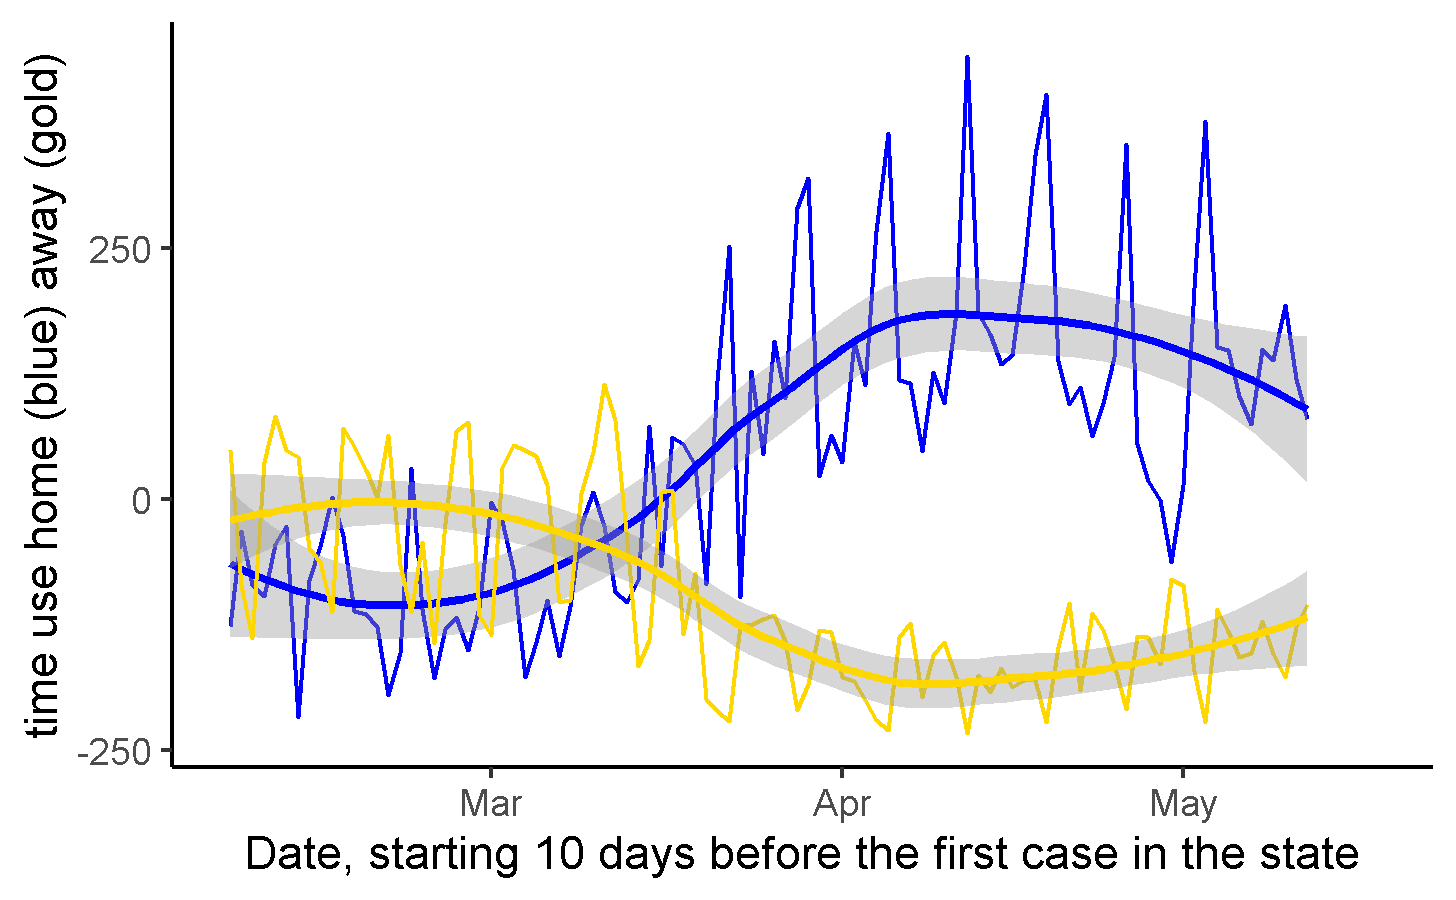 time use home (blue) away (gold)
250
0
-250
Mar
Apr
May
Date, starting 10 days before the first case in the state